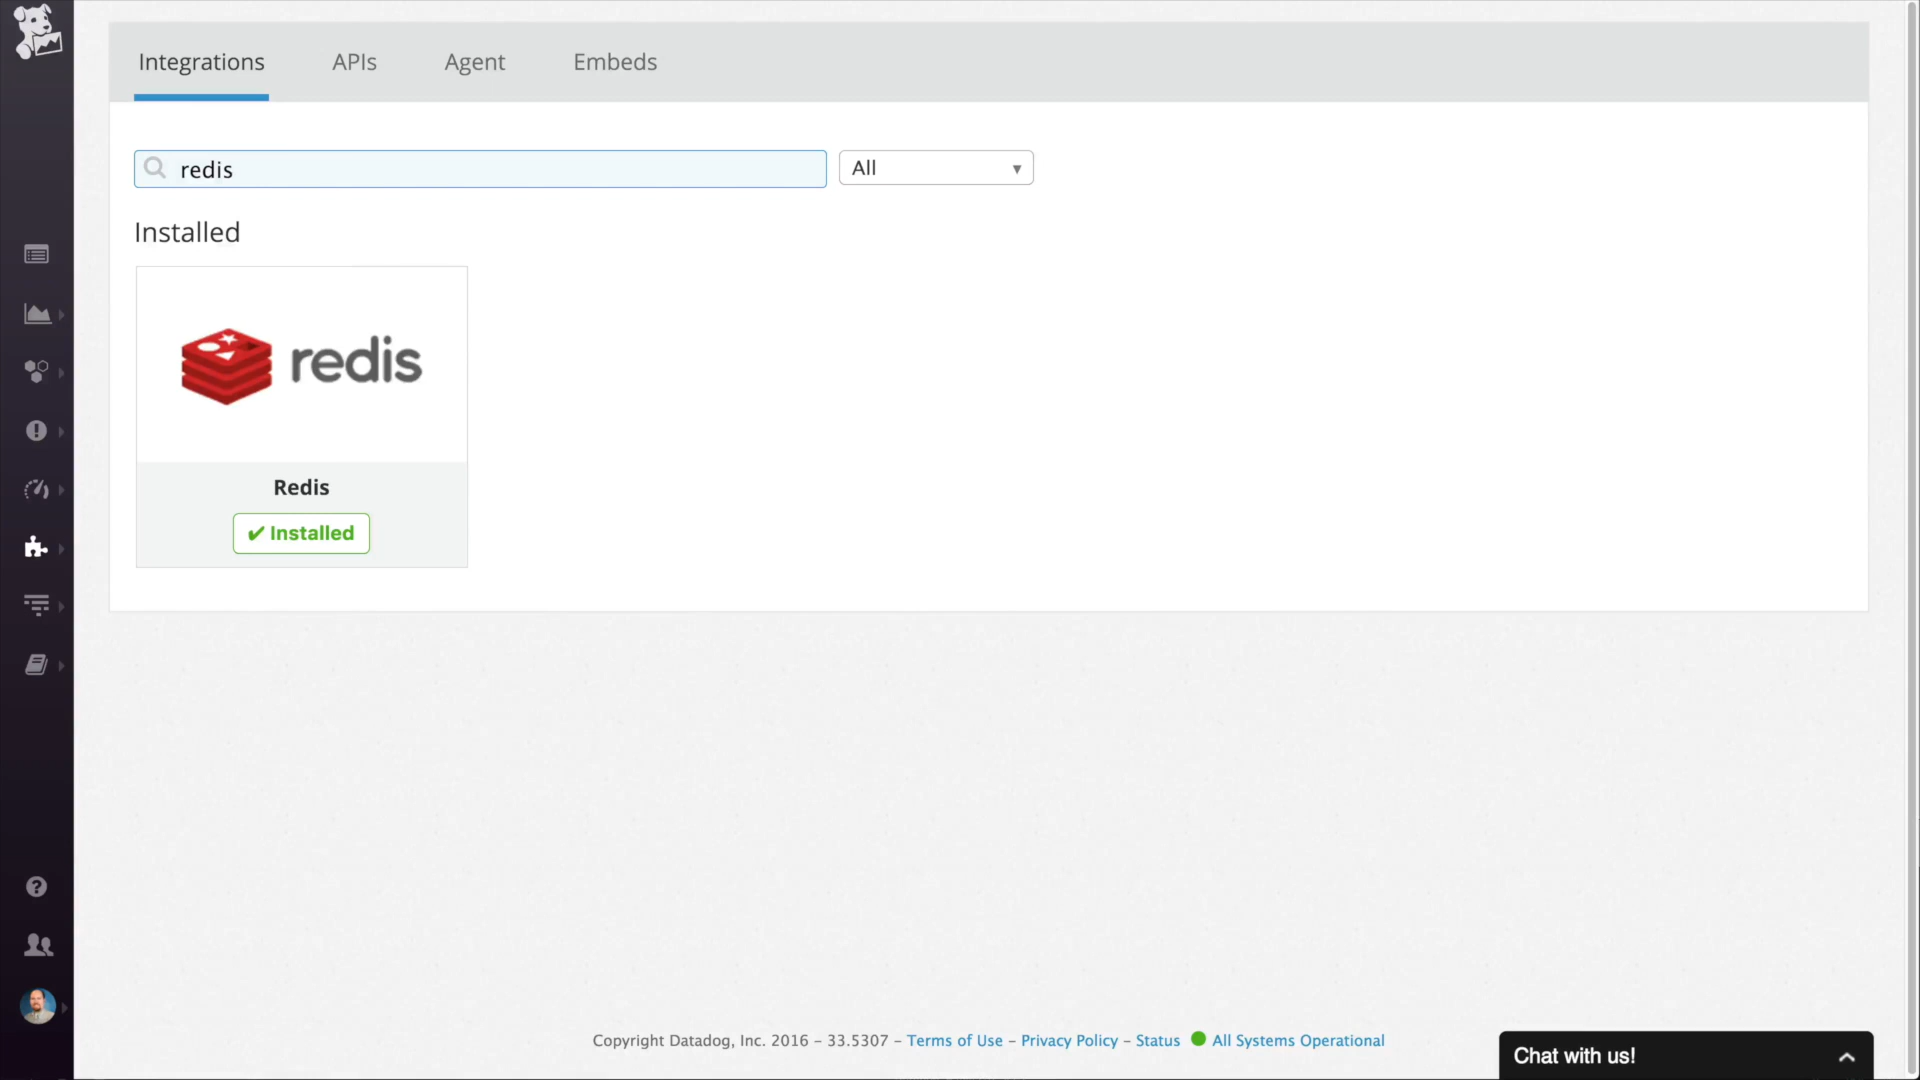 Integrations APIs Agent Embeds
redis
All
Installed
redis
Redis
✔ Installed
Copyright Datadog, Inc. 2016 – 33.5307 – Terms of Use – Privacy Policy – Status All Systems Operational
Chat with us!